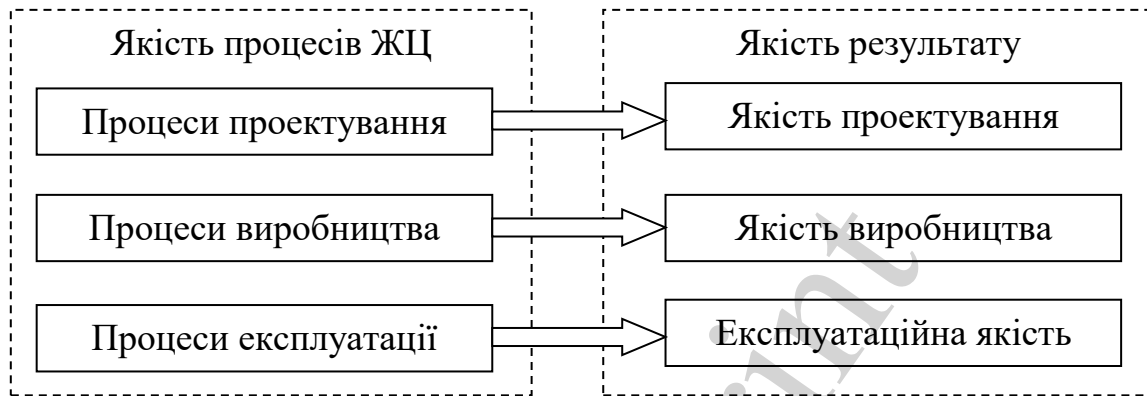 Якість процесів ЖЦ
Якість результату
Процеси проектування
Якість проектування
Процеси виробництва
Якість виробництва
Процеси експлуатації
Експлуатаційна якість